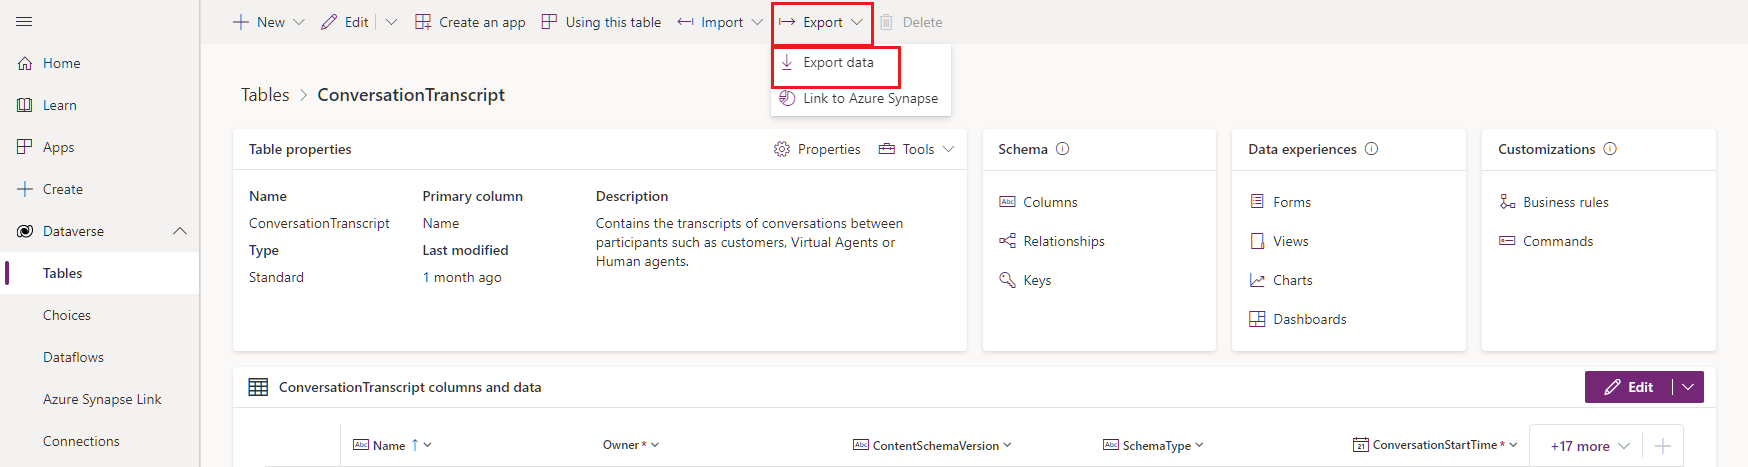 New Edit Create an app Using this table Import Export Delete
Export data
Link to Azure Synapse
Home
Learn
Apps
Create
Dataverse
Tables
Choices
Dataflows
Azure Synapse Link
Connections
Tables > ConversationTranscript
Table properties Properties Tools
Name Primary column Description
ConversationTranscript Name Contains the transcripts of conversations between
Type Last modified participants such as customers, Virtual Agents or
Human agents.
Standard 1 month ago
Schema
Columns
Relationships
Keys
Data experiences
Forms
Views
Charts
Dashboards
Customizations
Business rules
Commands
ConversationTranscript columns and data Edit
Abc Name ↑ Owner * Abc ContentSchemaVersion Abc SchemaType 21 ConversationStartTime * +17 more